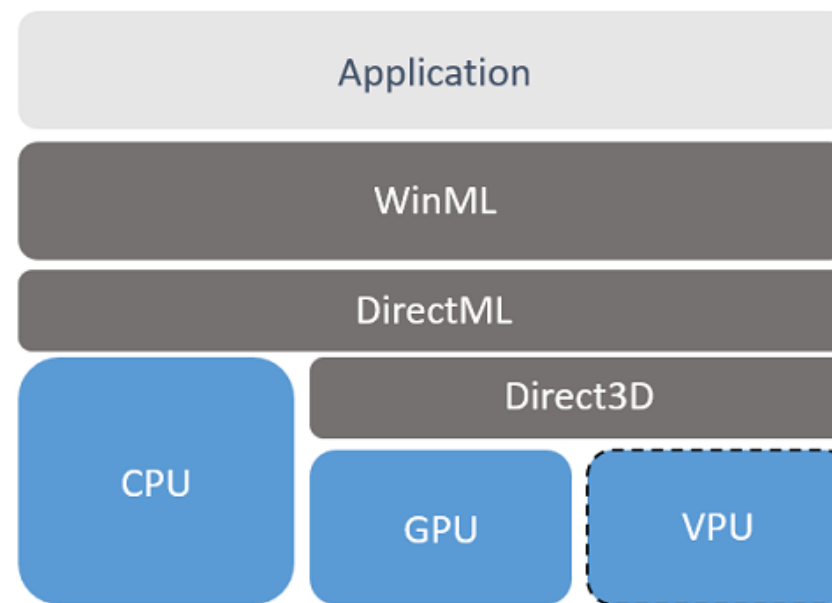 Application
WinML
DirectML
Direct3D
CPU
GPU
VPU